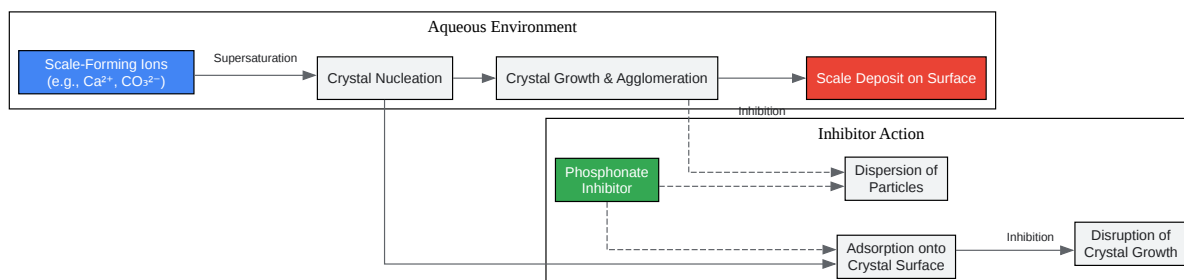 Aqueous Environment
Scale-Forming Ions
(e.g., Ca²⁺, CO₃²⁻)
Supersaturation
Crystal Nucleation
Crystal Growth & Agglomeration
Scale Deposit on Surface
Inhibition
Inhibitor Action
Phosphonate
Inhibitor
Dispersion of
Particles
Adsorption onto
Crystal Surface
Inhibition
Disruption of
Crystal Growth